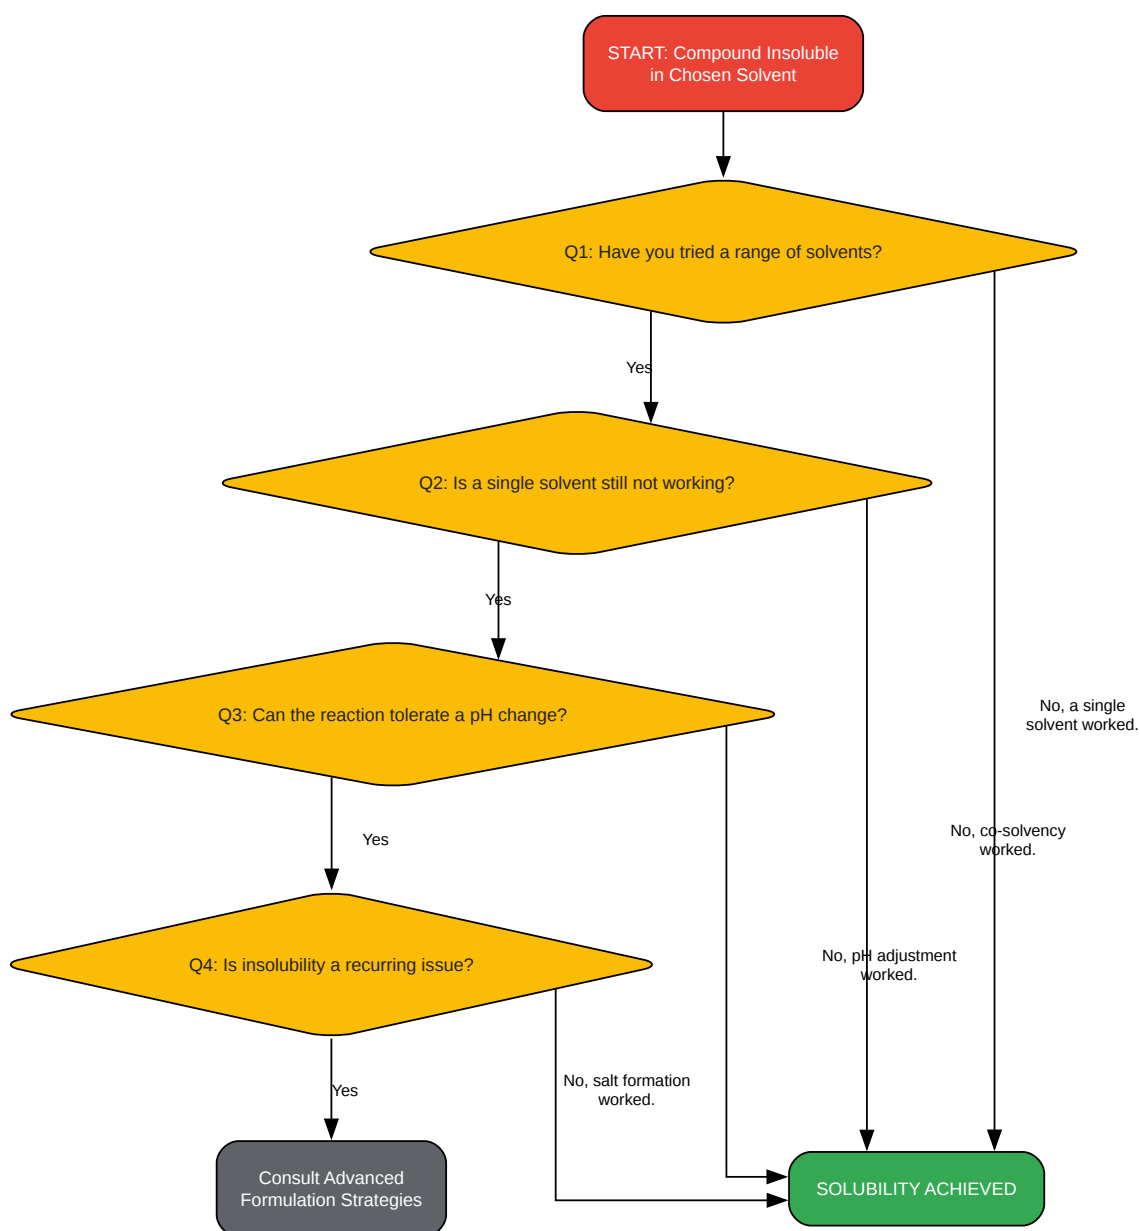 START: Compound Insoluble
in Chosen Solvent
Q1: Have you tried a range of solvents?
Yes
Q2: Is a single solvent still not working?
Yes
Q3: Can the reaction tolerate a pH change?
No, a single
solvent worked.
Yes
No, co-solvency
worked.
Q4: Is insolubility a recurring issue?
No, pH adjustment
worked.
Yes
No, salt formation
worked.
Consult Advanced
Formulation Strategies
SOLUBILITY ACHIEVED